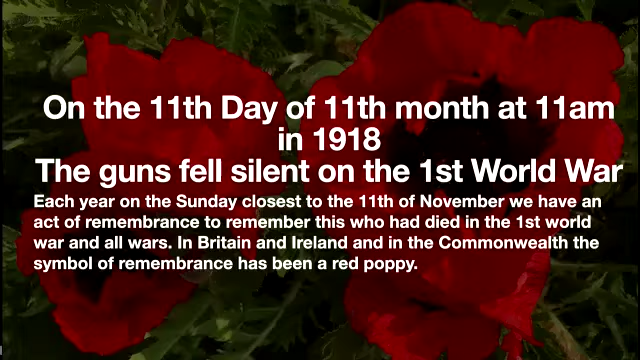 On the 11th Day of 11th month at 11am
in 1918
The guns fell silent on the 1st World War
Each year on the Sunday closest to the 11th of November we have an
act of remembrance to remember this who had died in the 1st world
war and all wars. In Britain and Ireland and in the Commonwealth the
symbol of remembrance has been a red poppy.